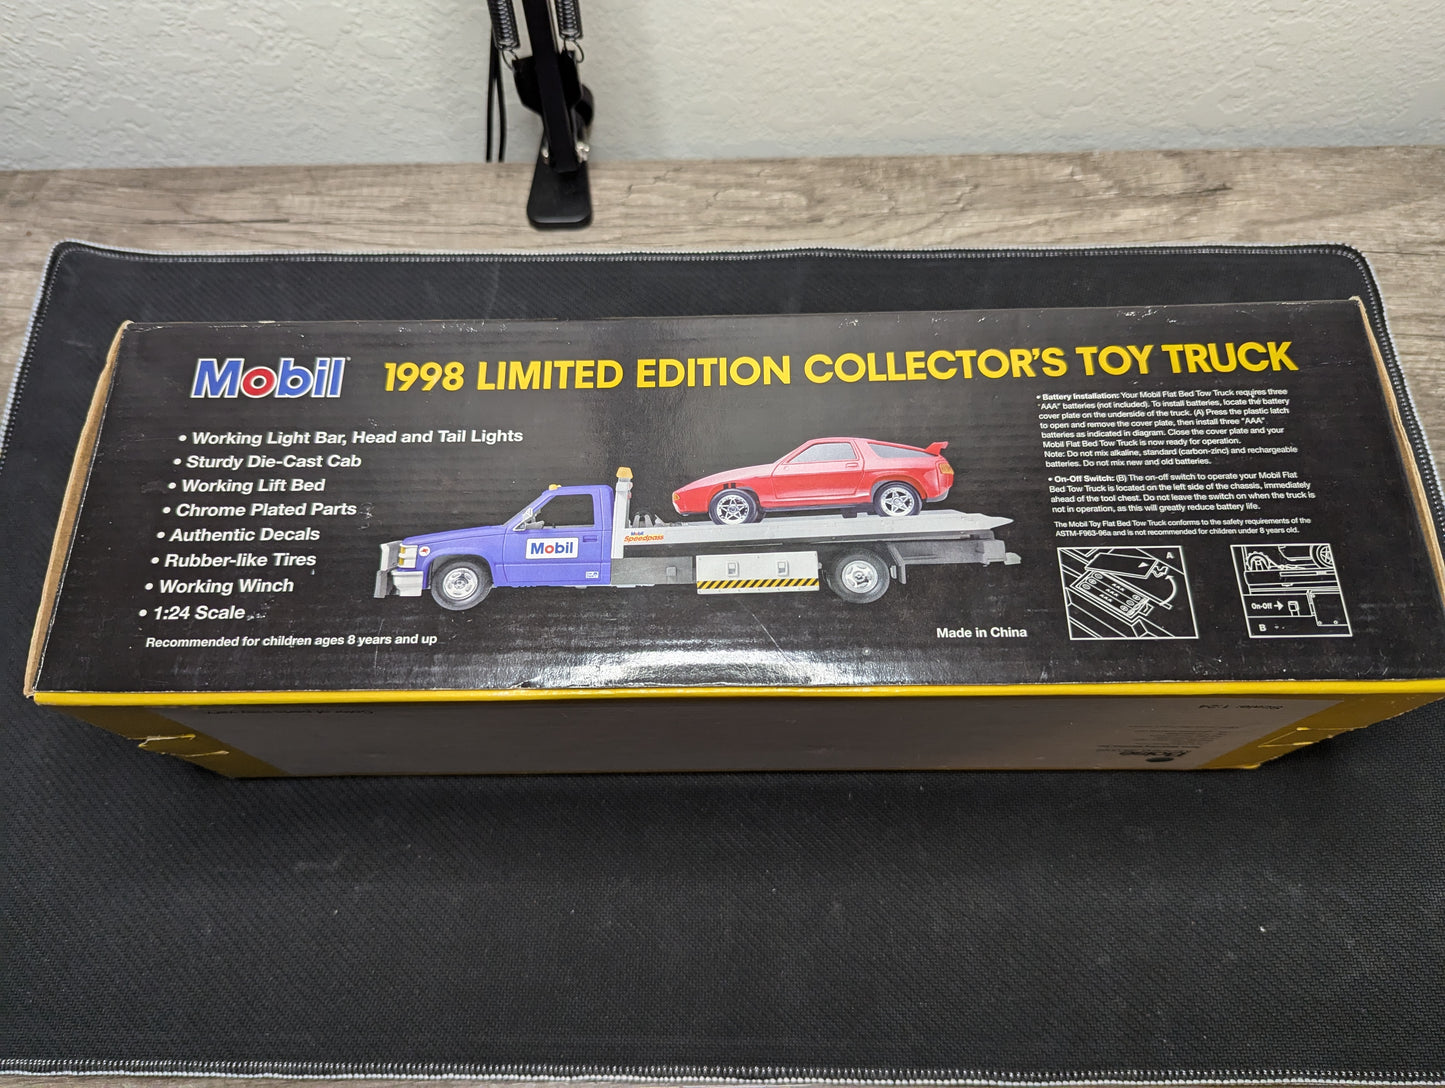 Mobil
1998 LIMITED EDITION COLLECTOR'S TOY TRUCK
• Working Light Bar, Head and Tail Lights
• Sturdy Die-Cast Cab
• Working Lift Bed
• Chrome Plated Parts
• Authentic Decals
• Rubber-like Tires
• Working Winch
• 1:24 Scale
Recommended for children ages 8 years and up
Mobil
Mobil
Speedpass
Made in China
• Battery Installation: Your Mobil Flat Bed Tow Truck requires three
"AAA" batteries (not included). To install batteries, locate the battery
cover plate on the underside of the truck. (A) Press the plastic latch
to open and remove the cover plate, then install three "AAA"
batteries as indicated in diagram. Close the cover plate and your
Mobil Flat Bed Tow Truck is now ready for operation.
Note: Do not mix alkaline, standard (carbon-zinc) and rechargeable
batteries. Do not mix new and old batteries.
• On-Off Switch: (B) The on-off switch to operate your Mobil Flat
Bed Tow Truck is located on the left side of the chassis, immediately
ahead of the tool chest. Do not leave the switch on when the truck is
not in operation, as this will greatly reduce battery life.
The Mobil Toy Flat Bed Tow Truck conforms to the safety requirements of the
ASTM-F963-96a and is not recommended for children under 8 years old.
A
AAA
AAA
AAA
On-Off
B
Scale: 1:24